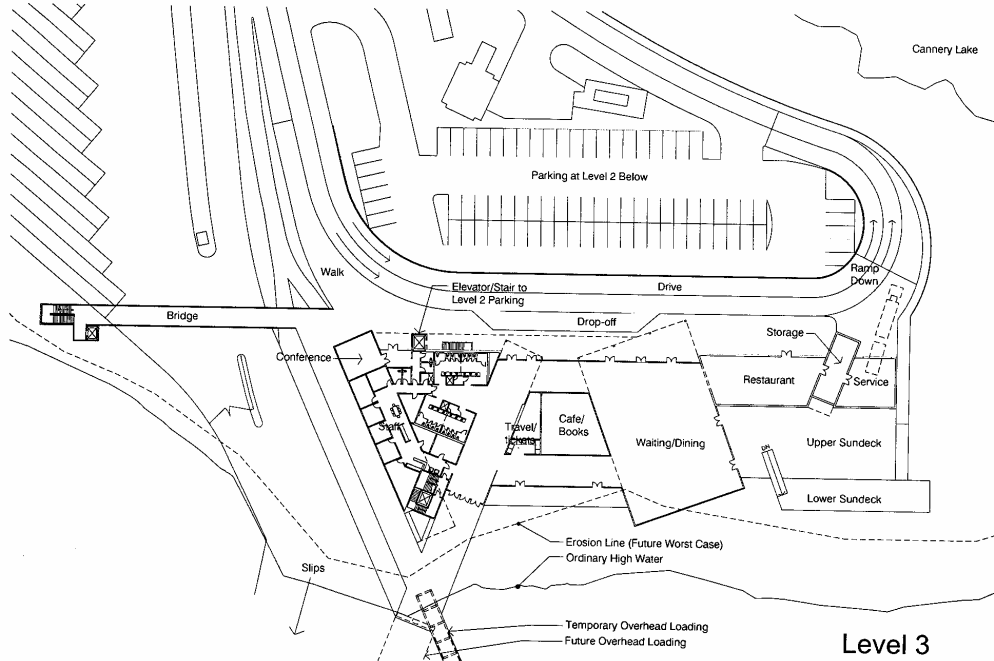 Cannery Lake
Parking at Level 2 Below
Walk
Ramp
Down
Elevator/Stair to
Level 2 Parking
Drive
Bridge
Drop-off
Storage
Conference
Restaurant
Service
Staff
Travel/
tickets
Cafe/
Books
Waiting/Dining
Upper Sundeck
DN
Lower Sundeck
Erosion Line (Future Worst Case)
Ordinary High Water
Slips
Temporary Overhead Loading
Future Overhead Loading
Level 3